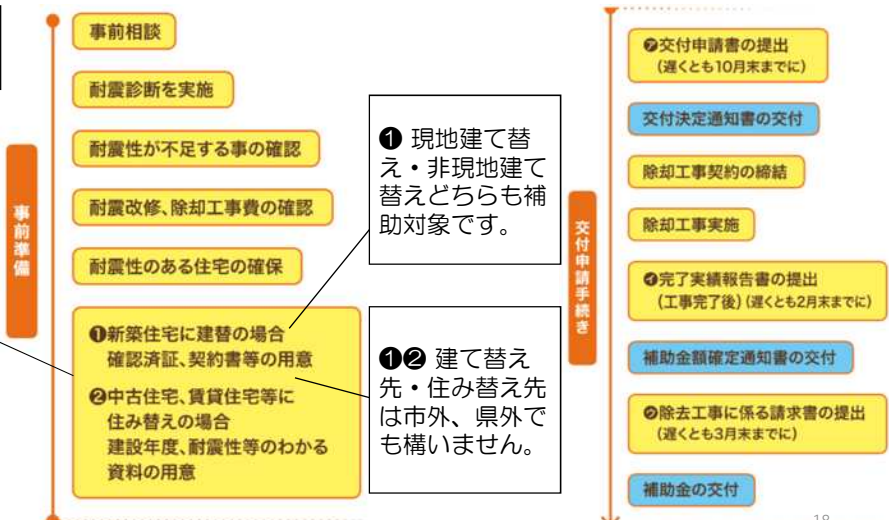 事前準備
事前相談
耐震診断を実施
耐震性が不足する事の確認
耐震改修、除却工事費の確認
耐震性のある住宅の確保
❶新築住宅に建替の場合
確認済証、契約書等の用意
❷中古住宅、賃貸住宅等に
住み替えの場合
建設年度、耐震性等のわかる
資料の用意
❶ 現地建て替
え・非現地建て
替えどちらも補
助対象です。
❶❷ 建て替え
先・住み替え先
は市外、県外で
も構いません。
交付申請手続き
㋐交付申請書の提出
(遅くとも10月末までに)
交付決定通知書の交付
除却工事契約の締結
除却工事実施
㋑完了実績報告書の提出
(工事完了後)(遅くとも2月末までに)
補助金額確定通知書の交付
㋒除去工事に係る請求書の提出
(遅くとも3月末までに)
補助金の交付